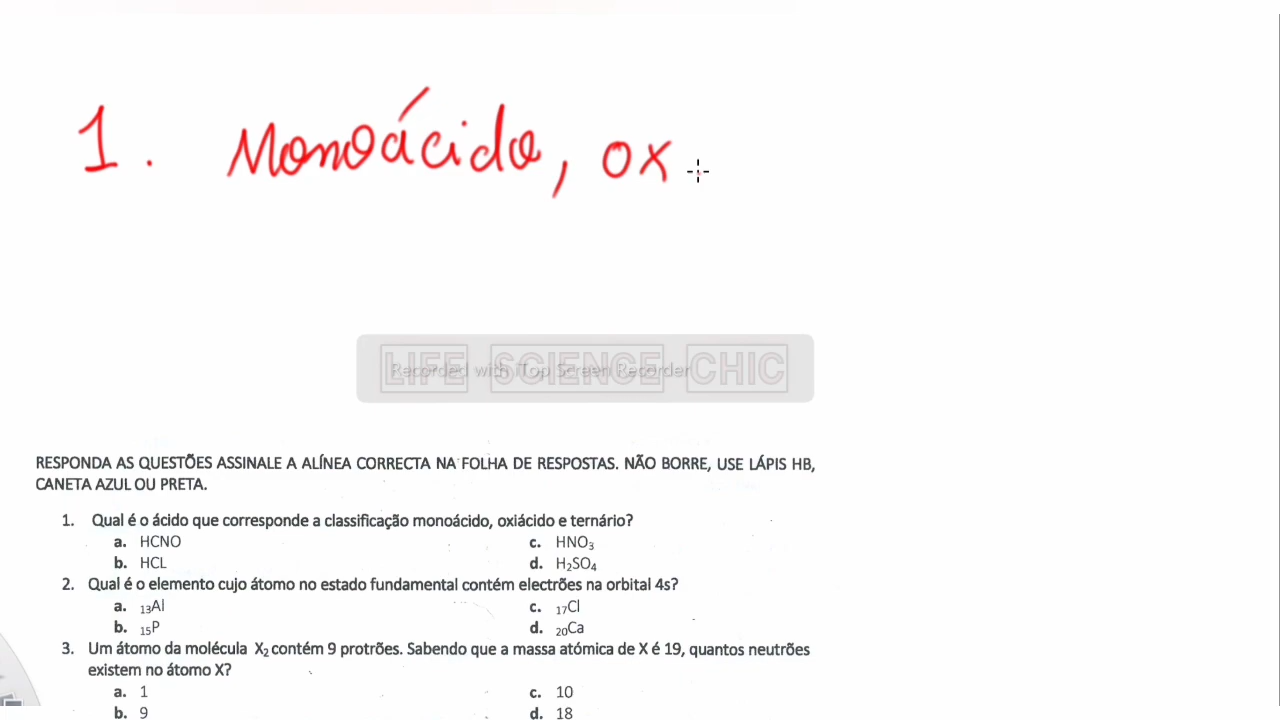 1. Monoácido, ox
LIFE SCIENCE CHIC
Recorded with iTop Screen Recorder
RESPONDA AS QUESTÕES ASSINALE A ALÍNEA CORRECTA NA FOLHA DE RESPOSTAS. NÃO BORRE, USE LÁPIS HB,
CANETA AZUL OU PRETA.
1. Qual é o ácido que corresponde a classificação monoácido, oxiácido e ternário?
a. HCNO c. HNO₃
b. HCL d. H₂SO₄
2. Qual é o elemento cujo átomo no estado fundamental contém electrões na orbital 4s?
a. ₁₃Al c. ₁₇Cl
b. ₁₅P d. ₂₀Ca
3. Um átomo da molécula X₂ contém 9 protrões. Sabendo que a massa atómica de X é 19, quantos neutrões
existem no átomo X?
a. 1 c. 10
b. 9 d. 18